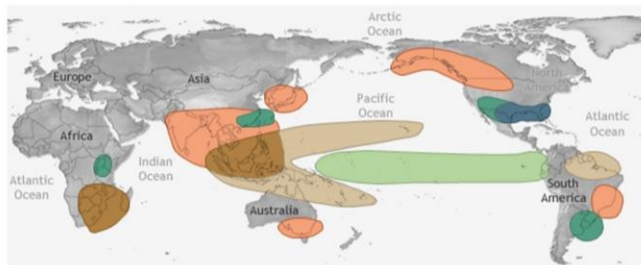 Arctic
Ocean
Europe
Asia
North
America
Pacific
Ocean
Atlantic
Ocean
Africa
Indian
Ocean
Atlantic
Ocean
South
America
Australia